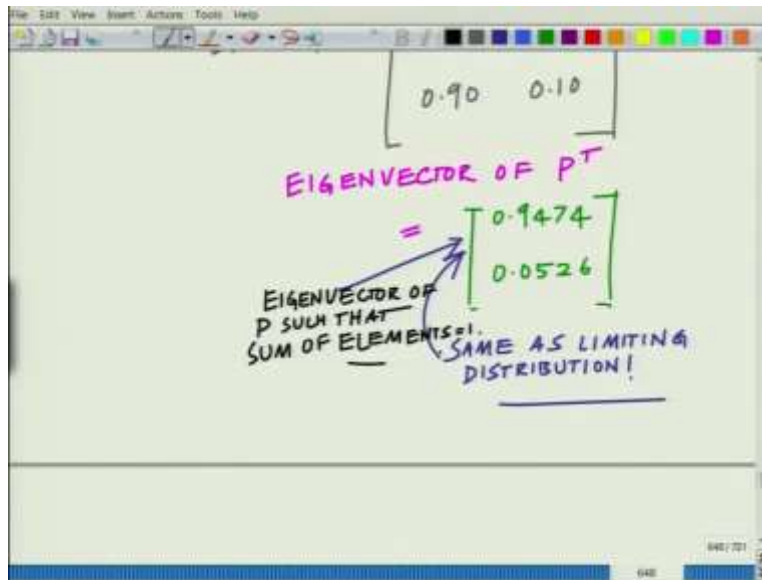 File Edit View Insert Actions Tools Help
0.90 0.10
EIGENVECTOR OF P^T
= 0.9474
0.0526
EIGENVECTOR OF
P SUCH THAT
SUM OF ELEMENTS=1.
SAME AS LIMITING
DISTRIBUTION!
648